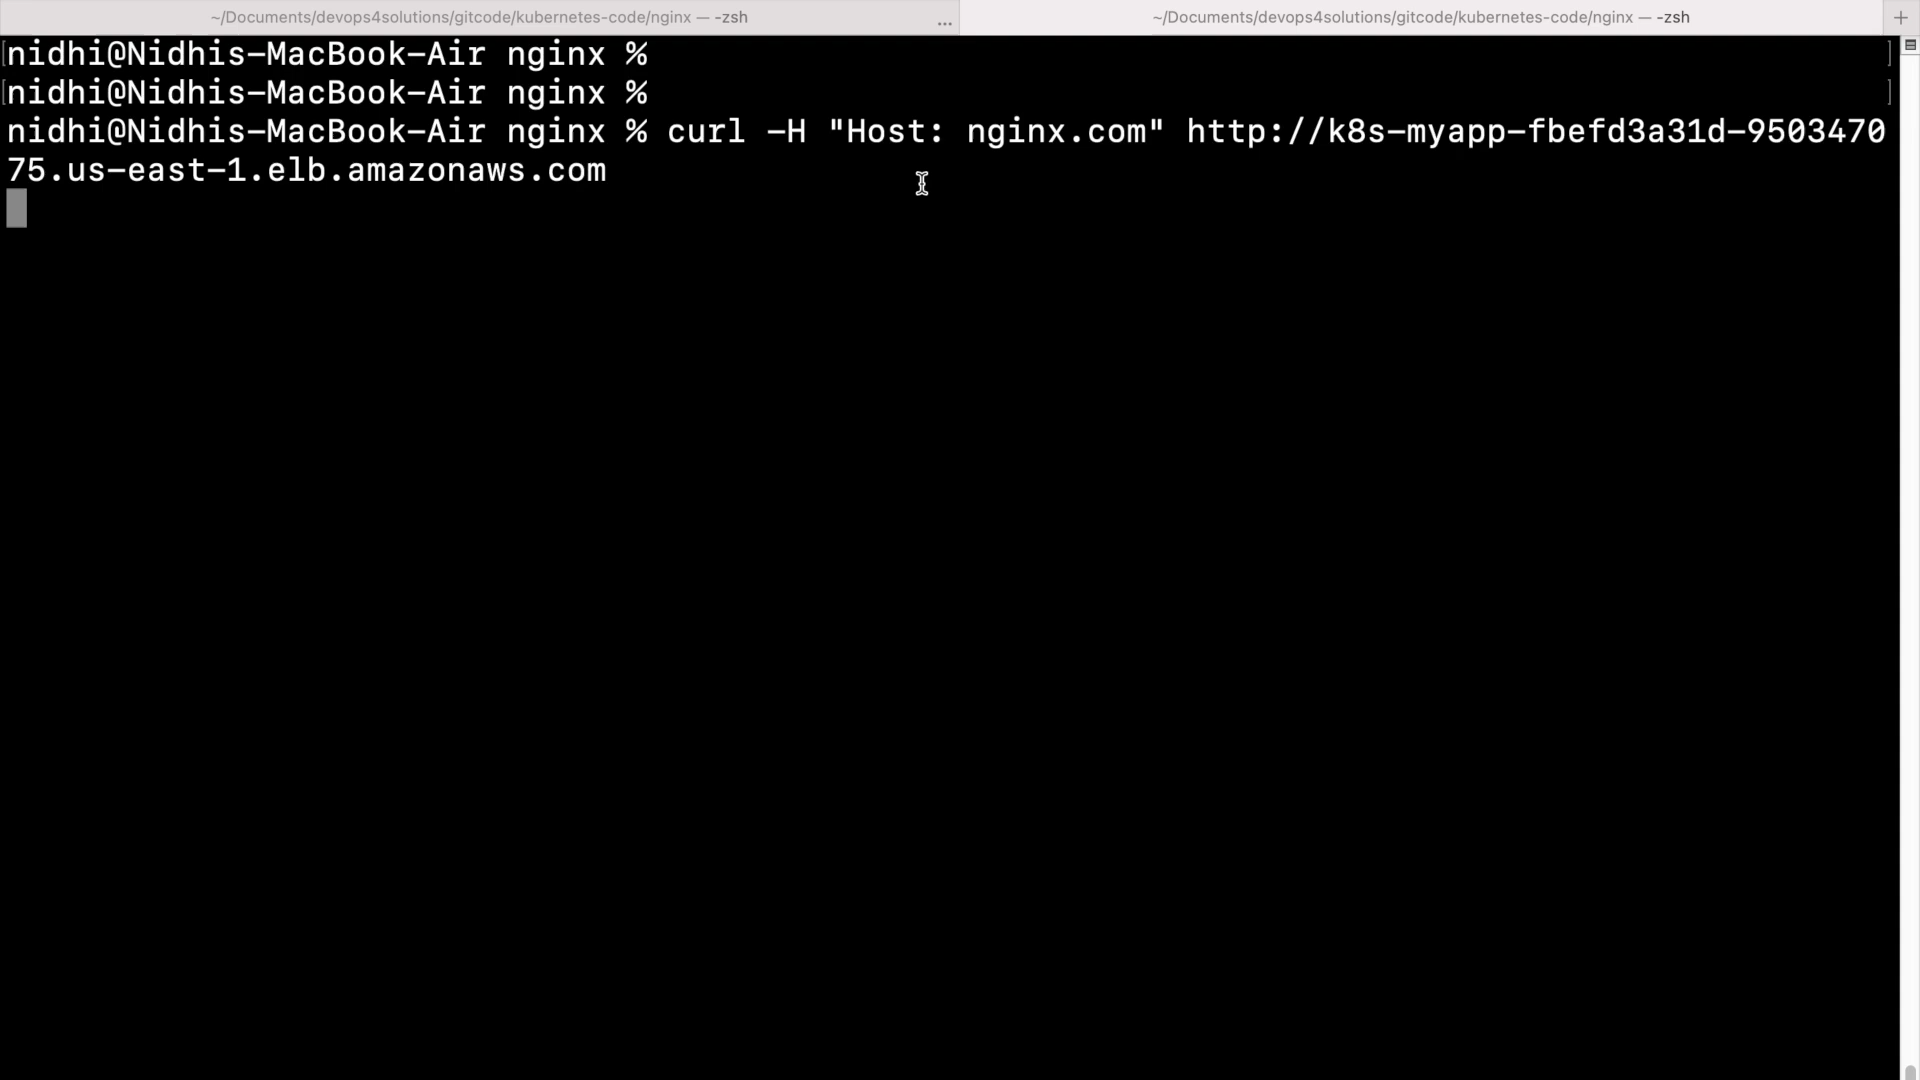 ~/Documents/devops4solutions/gitcode/kubernetes-code/nginx — -zsh ... ~/Documents/devops4solutions/gitcode/kubernetes-code/nginx — -zsh +
[nidhi@Nidhis-MacBook-Air nginx % ]
[nidhi@Nidhis-MacBook-Air nginx % ]
nidhi@Nidhis-MacBook-Air nginx % curl -H "Host: nginx.com" http://k8s-myapp-fbefd3a31d-9503470
75.us-east-1.elb.amazonaws.com